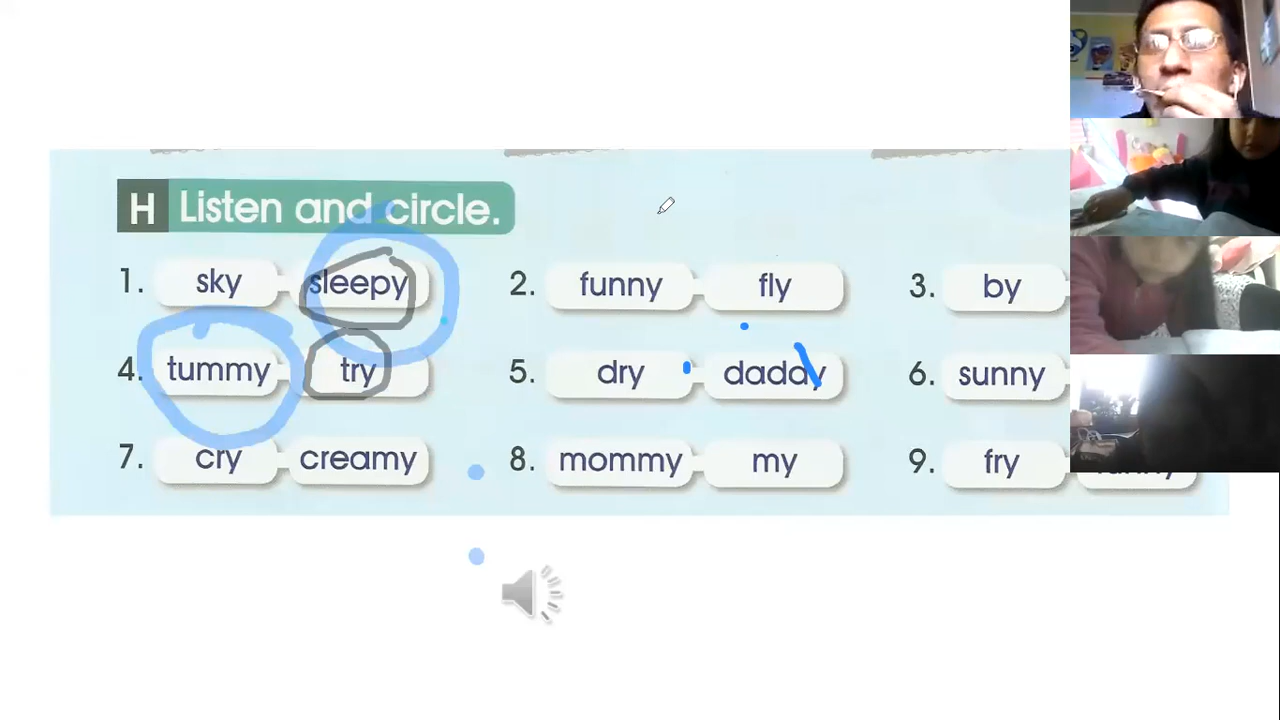 H Listen and circle.
1. sky sleepy 2. funny fly 3. by
4. tummy try 5. dry daddy 6. sunny
7. cry creamy 8. mommy my 9. fry